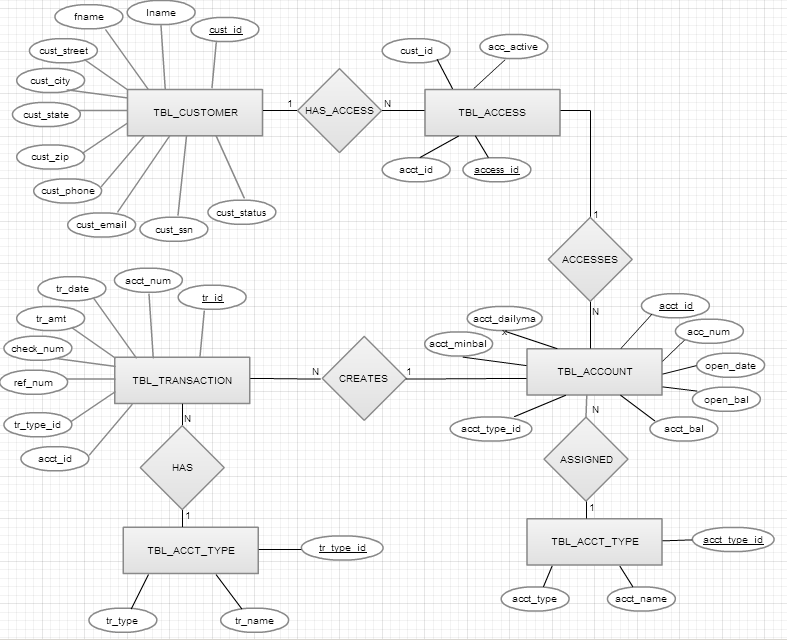 fname
lname
cust_id
cust_street
cust_city
cust_state
cust_zip
cust_phone
cust_email
cust_ssn
cust_status
TBL_CUSTOMER
1
HAS_ACCESS
N
cust_id
acc_active
TBL_ACCESS
acct_id
access_id
1
ACCESSES
N
tr_date
acct_num
tr_id
tr_amt
check_num
ref_num
tr_type_id
acct_id
TBL_TRANSACTION
N
CREATES
1
acct_dailyma
x
acct_minbal
acct_id
acc_num
open_date
open_bal
acct_bal
acct_type_id
TBL_ACCOUNT
N
HAS
1
N
ASSIGNED
1
TBL_ACCT_TYPE
tr_type_id
tr_type
tr_name
TBL_ACCT_TYPE
acct_type_id
acct_type
acct_name